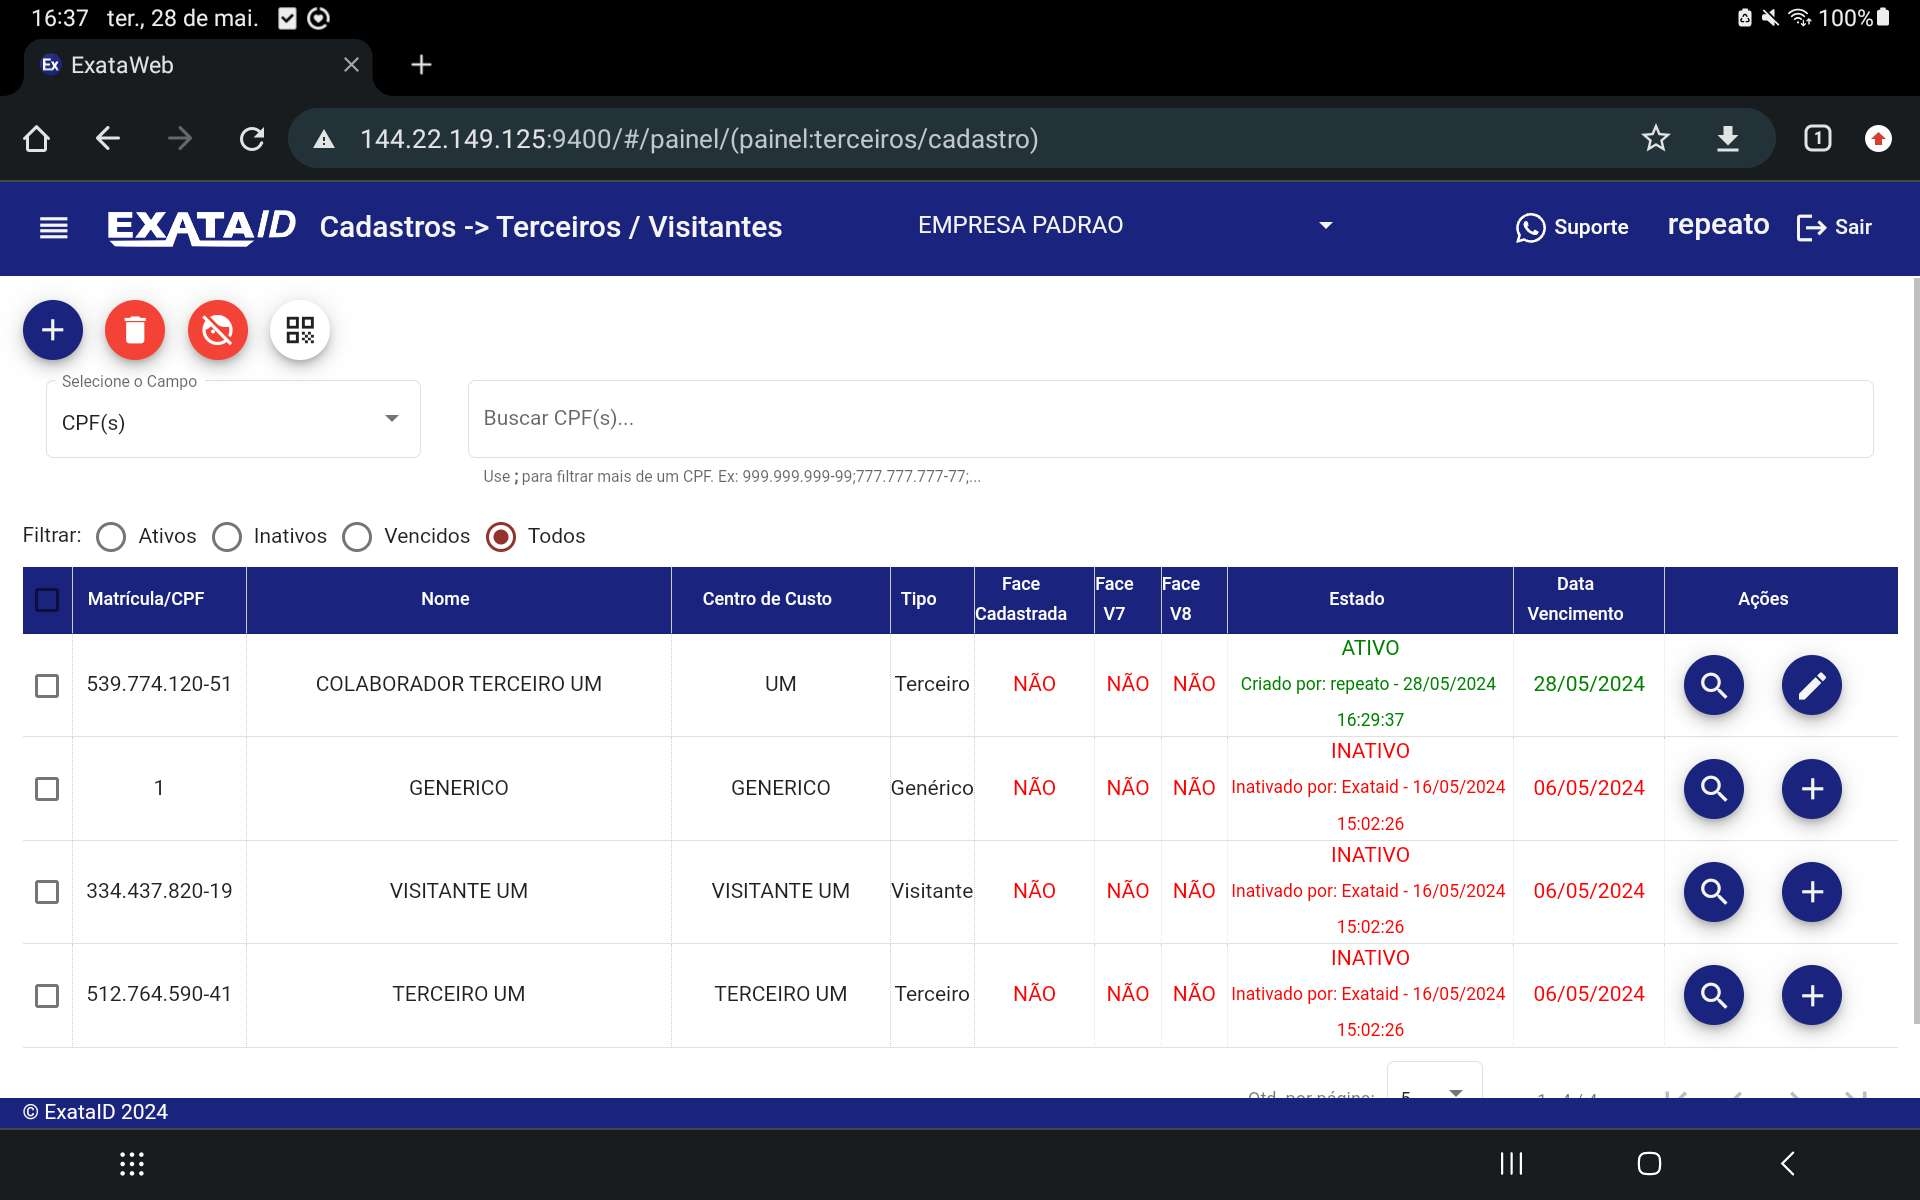 16:37 ter., 28 de mai. 100%
Ex ExataWeb
144.22.149.125:9400/#/painel/(painel:terceiros/cadastro) 1
EXATA/ID Cadastros -> Terceiros / Visitantes EMPRESA PADRAO Suporte repeato Sair
Selecione o Campo
CPF(s) Buscar CPF(s)...
Use ; para filtrar mais de um CPF. Ex: 999.999.999-99;777.777.777-77;...
Filtrar: Ativos Inativos Vencidos Todos
Matrícula/CPF Nome Centro de Custo Tipo Face Cadastrada Face V7 Face V8 Estado Data Vencimento Ações
ATIVO
539.774.120-51 COLABORADOR TERCEIRO UM UM Terceiro NÃO NÃO NÃO Criado por: repeato - 28/05/2024 28/05/2024
16:29:37
INATIVO
1 GENERICO GENERICO Genérico NÃO NÃO NÃO Inativado por: Exataid - 16/05/2024 06/05/2024
15:02:26
INATIVO
334.437.820-19 VISITANTE UM VISITANTE UM Visitante NÃO NÃO NÃO Inativado por: Exataid - 16/05/2024 06/05/2024
15:02:26
INATIVO
512.764.590-41 TERCEIRO UM TERCEIRO UM Terceiro NÃO NÃO NÃO Inativado por: Exataid - 16/05/2024 06/05/2024
15:02:26
Qtd. por página: 5 1 - 4 / 4
© ExataID 2024